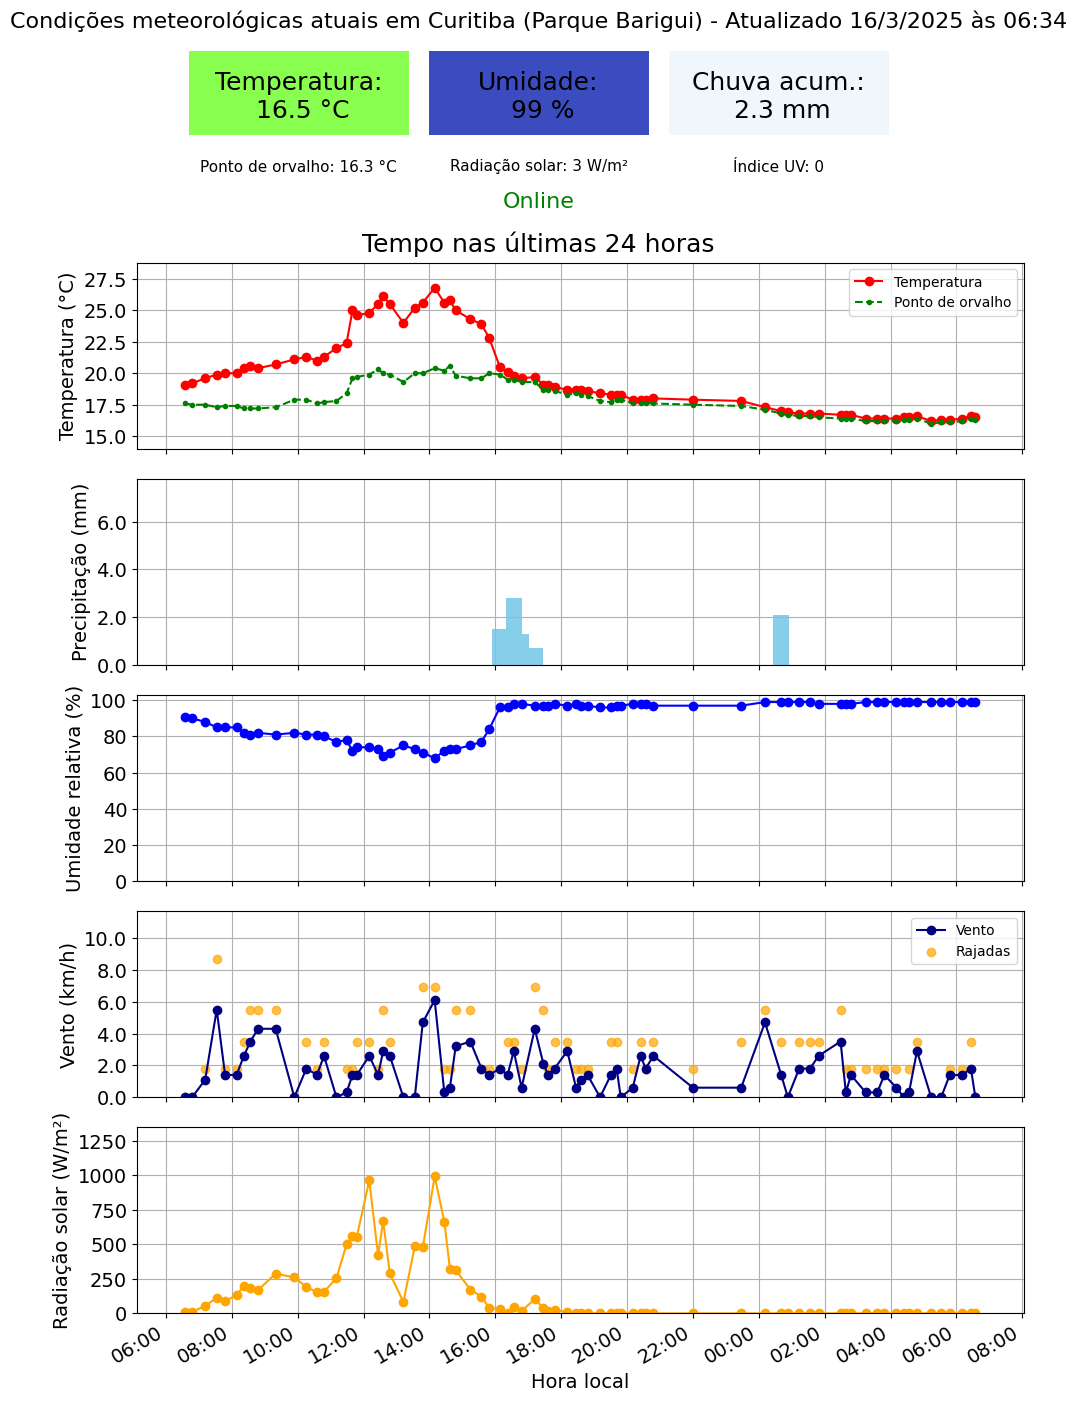 Condições meteorológicas atuais em Curitiba (Parque Barigui) - Atualizado 16/3/2025 às 06:34
Temperatura:
16.5 °C
Umidade:
99 %
Chuva acum.:
2.3 mm
Ponto de orvalho: 16.3 °C
Radiação solar: 3 W/m²
Índice UV: 0
Online
Tempo nas últimas 24 horas
Temperatura (°C)
27.5
25.0
22.5
20.0
17.5
15.0
Temperatura
Ponto de orvalho
Precipitação (mm)
6.0
4.0
2.0
0.0
Umidade relativa (%)
100
80
60
40
20
0
Vento (km/h)
10.0
8.0
6.0
4.0
2.0
0.0
Vento
Rajadas
Radiação solar (W/m²)
1250
1000
750
500
250
0
06:00 08:00 10:00 12:00 14:00 16:00 18:00 20:00 22:00 00:00 02:00 04:00 06:00 08:00
Hora local